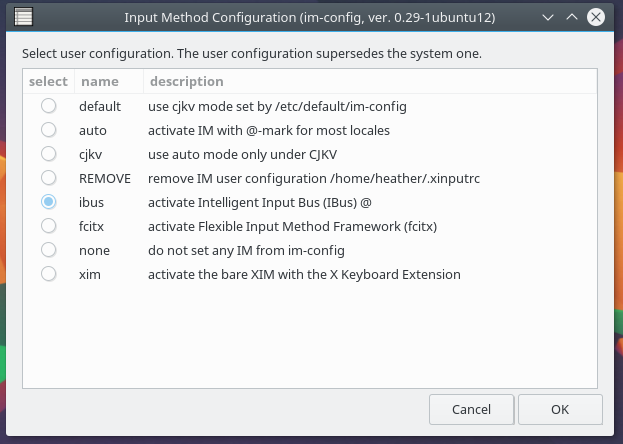 Input Method Configuration (im-config, ver. 0.29-1ubuntu12)
Select user configuration. The user configuration supersedes the system one.
select name description
default use cjkv mode set by /etc/default/im-config
auto activate IM with @-mark for most locales
cjkv use auto mode only under CJKV
REMOVE remove IM user configuration /home/heather/.xinputrc
ibus activate Intelligent Input Bus (IBus) @
fcitx activate Flexible Input Method Framework (fcitx)
none do not set any IM from im-config
xim activate the bare XIM with the X Keyboard Extension
Cancel OK